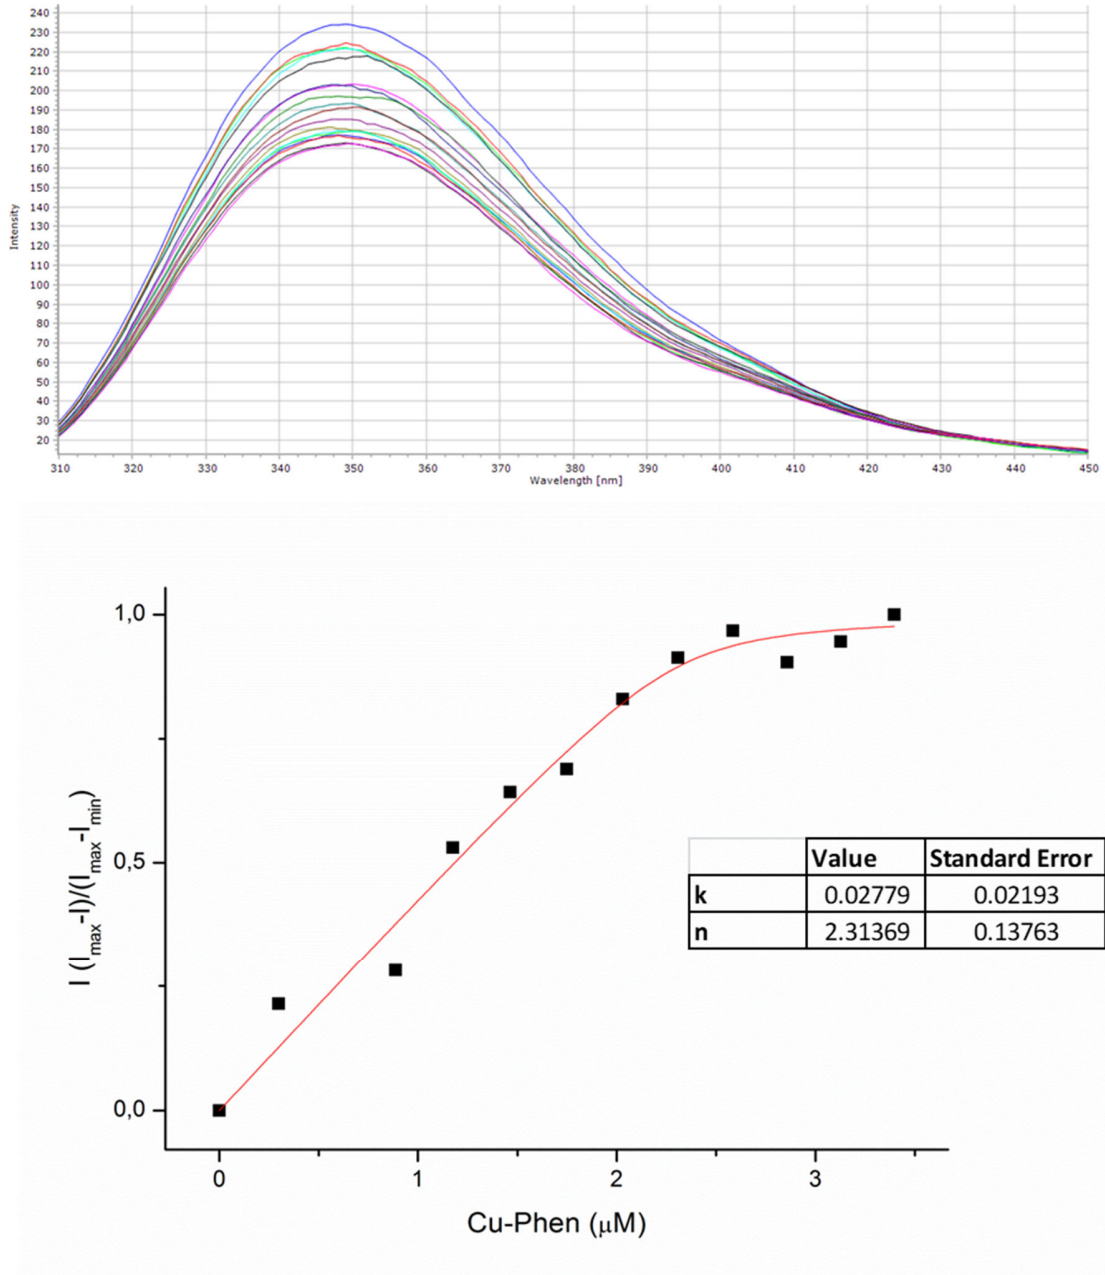 240
230
220
210
200
190
180
170
160
150
140
130
120
110
100
90
80
70
60
50
40
30
20
Intensity
310 320 330 340 350 360 370 380 390 400 410 420 430 440 450
Wavelength [nm]
1,0
0,5
0,0
I (Imax-I)/(Imax-Imin)
Value Standard Error
k 0.02779 0.02193
n 2.31369 0.13763
0 1 2 3
Cu-Phen (μM)